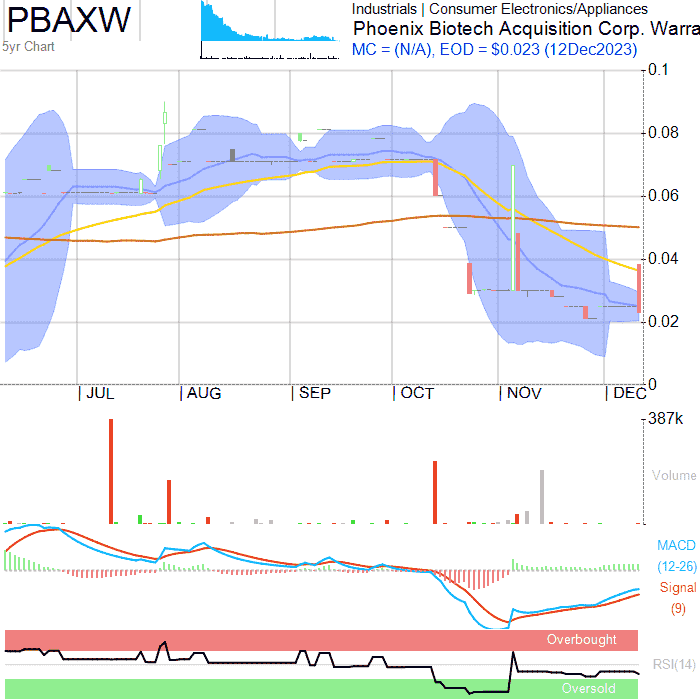 PBAXW
5yr Chart
Industrials | Consumer Electronics/Appliances
Phoenix Biotech Acquisition Corp. Warra
MC = (N/A), EOD = $0.023 (12Dec2023)
0.1
0.08
0.06
0.04
0.02
0
| JUL | AUG | SEP | OCT | NOV | DEC
387k
Volume
MACD
(12-26)
Signal
(9)
Overbought
RSI(14)
Oversold